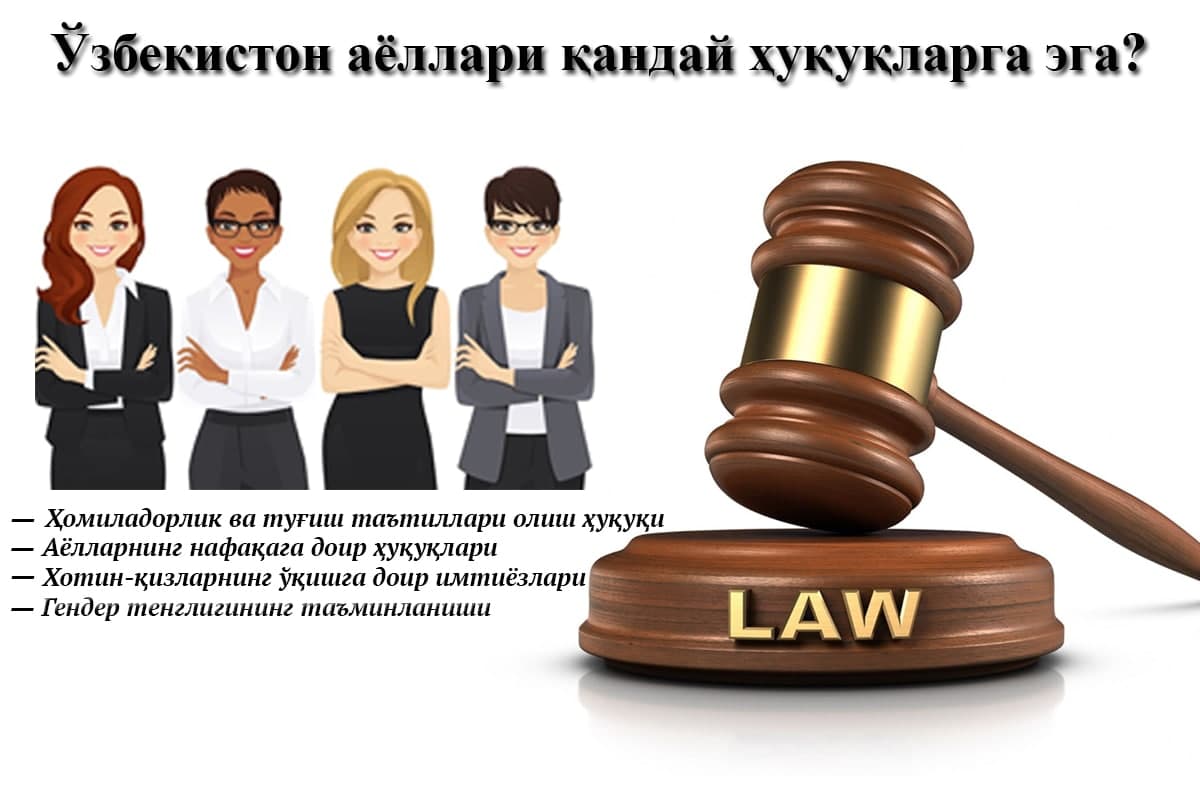 Ўзбекистон аёллари қандай ҳуқуқларга эга?
— Ҳомиладорлик ва туғиш таътиллари олиш ҳуқуқи
— Аёлларнинг нафақага доир ҳуқуқлари
— Хотин-қизларнинг ўқишга доир имтиёзлари
— Гендер тенглигининг таъминланиши
LAW